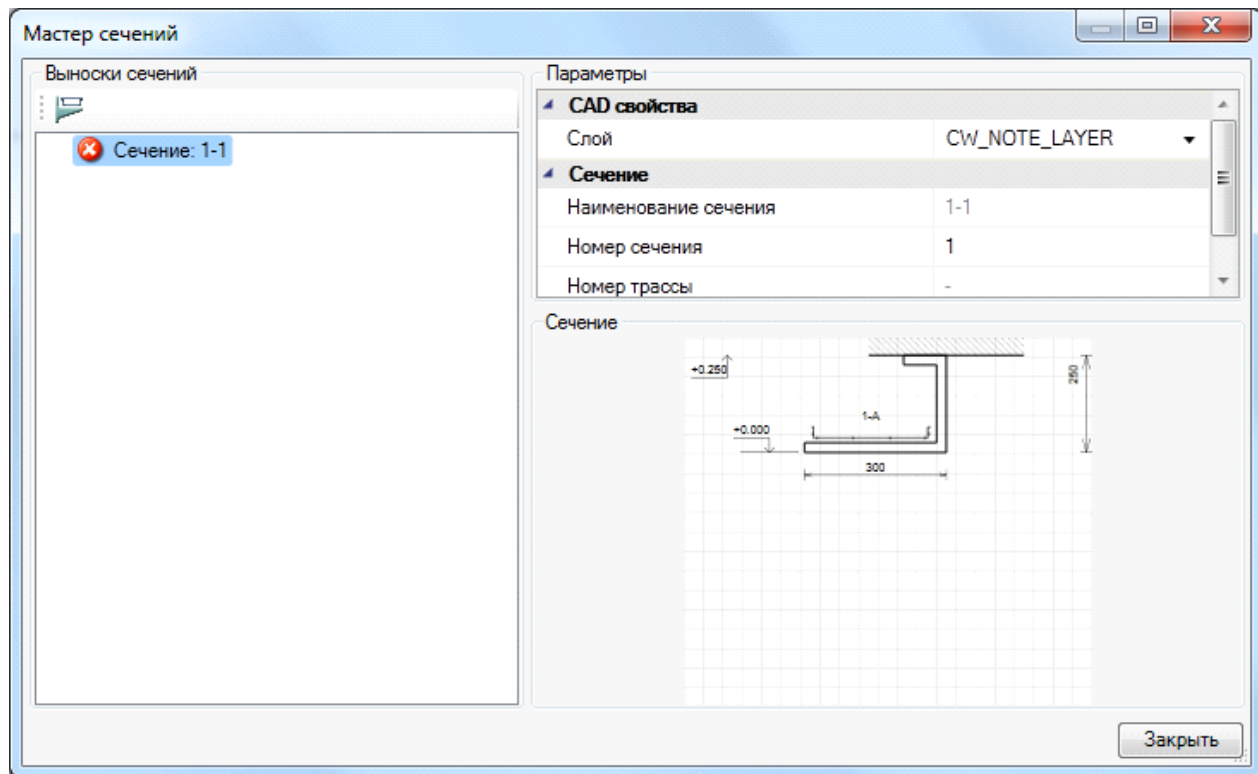 Мастер сечений
Выноски сечений
Сечение: 1-1
Параметры
CAD свойства
Слой CW_NOTE_LAYER
Сечение
Наименование сечения 1-1
Номер сечения 1
Номер трассы -
Сечение
+0.250
250
1-А
+0.000
300
Закрыть